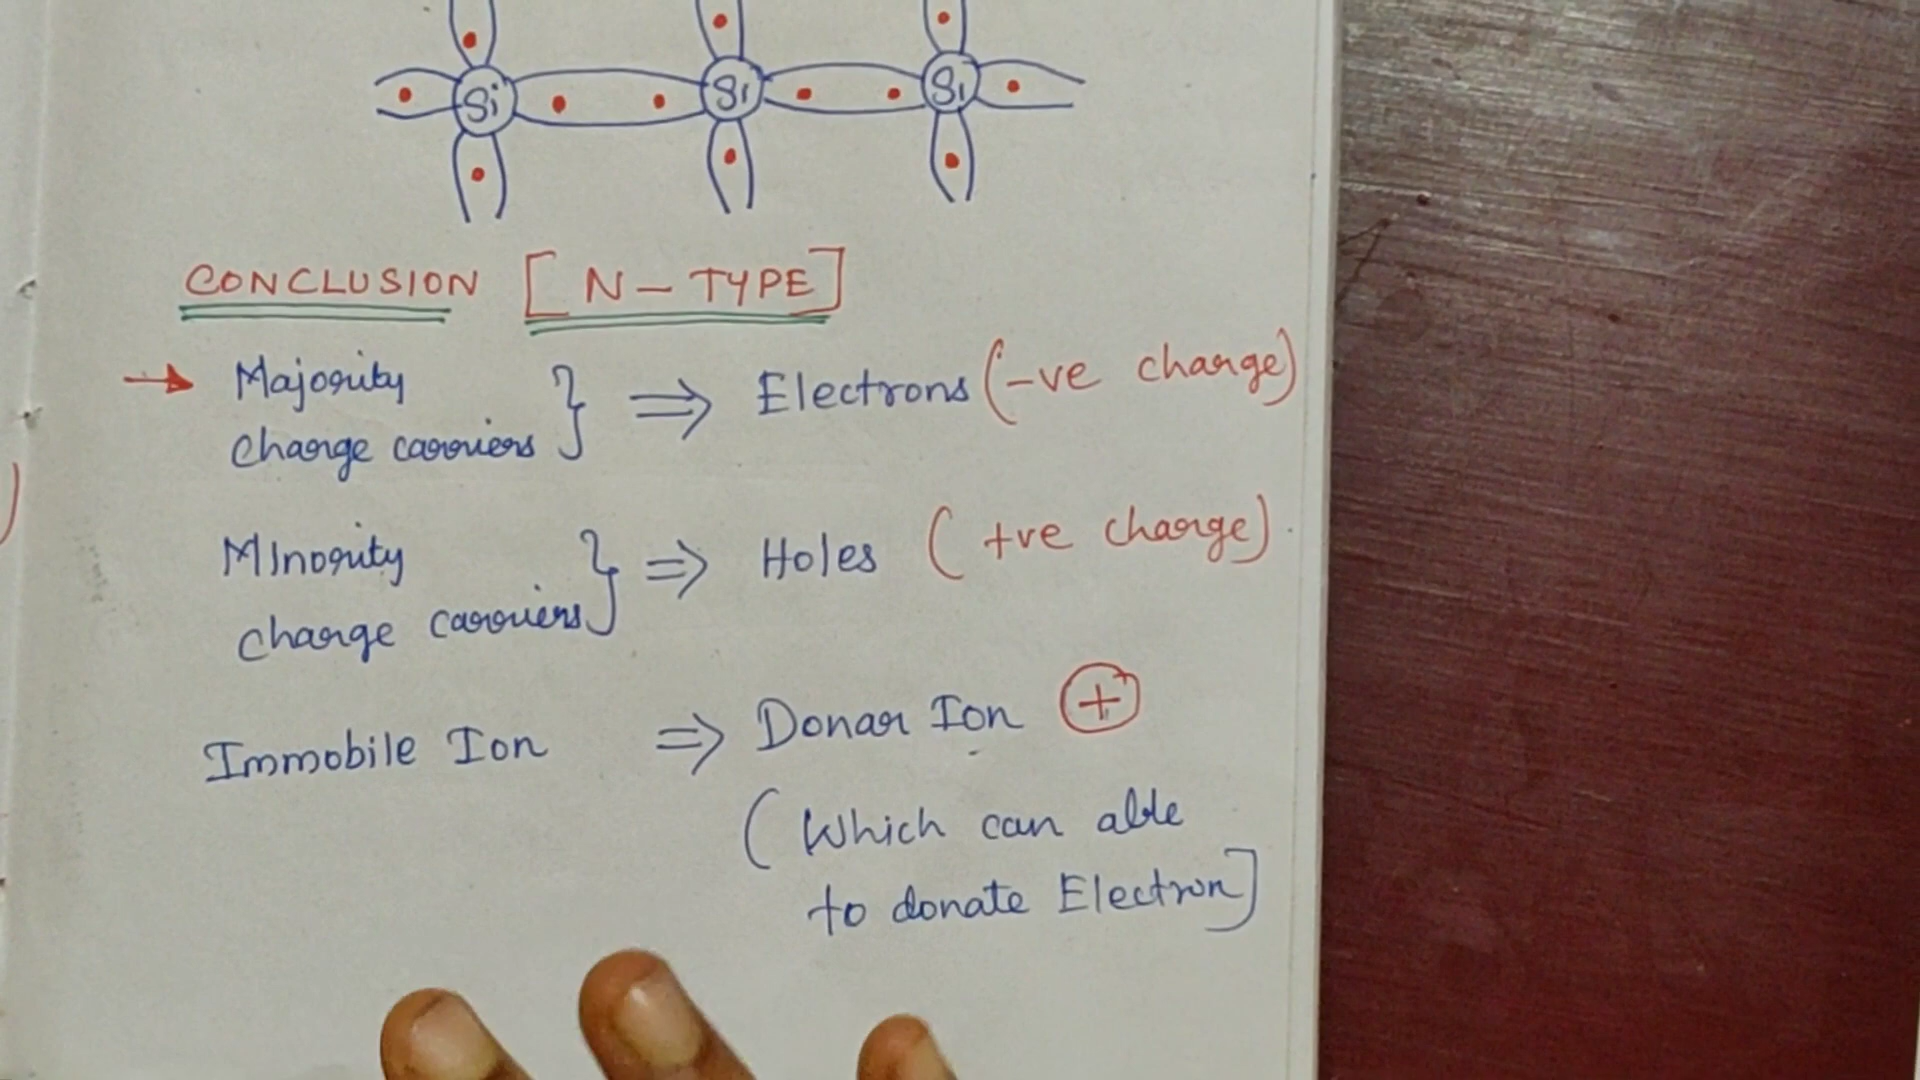 Si Si Si
CONCLUSION [N-TYPE]
→ Majority
charge carriers } ⇒ Electrons (-ve charge)
Minority
charge carriers } ⇒ Holes (+ve charge)
Immobile Ion ⇒ Donar Ion +
(Which can able
to donate Electron]